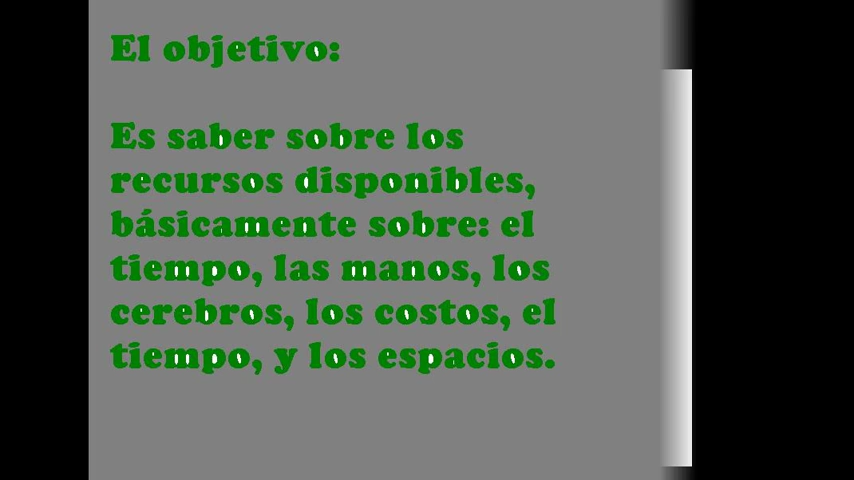 El objetivo:
Es saber sobre los
recursos disponibles,
básicamente sobre: el
tiempo, las manos, los
cerebros, los costos, el
tiempo, y los espacios.